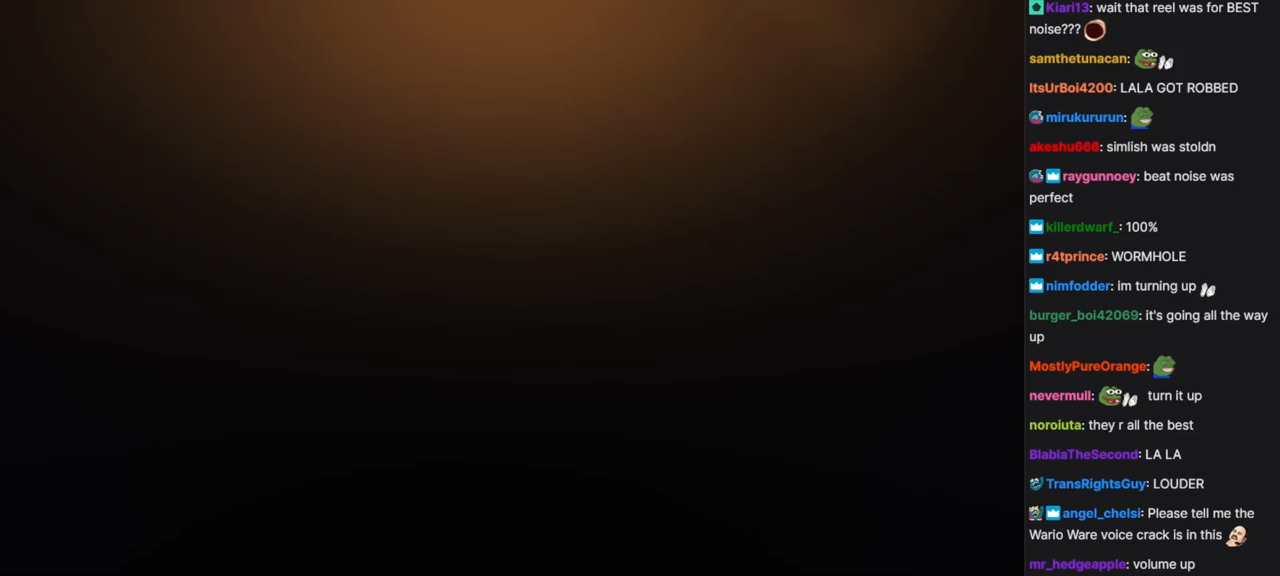 Kiari13: wait that reel was for BEST
noise???
samthetunacan:
ItsUrBoi4200: LALA GOT ROBBED
mirukururun:
akeshu666: simlish was stoldn
raygunnoey: beat noise was
perfect
killerdwarf_: 100%
r4tprince: WORMHOLE
nimfodder: im turning up
burger_boi42069: it's going all the way
up
MostlyPureOrange:
nevermull: turn it up
noroiuta: they r all the best
BlablaTheSecond: LA LA
TransRightsGuy: LOUDER
angel_chelsi: Please tell me the
Wario Ware voice crack is in this
mr_hedgeapple: volume up